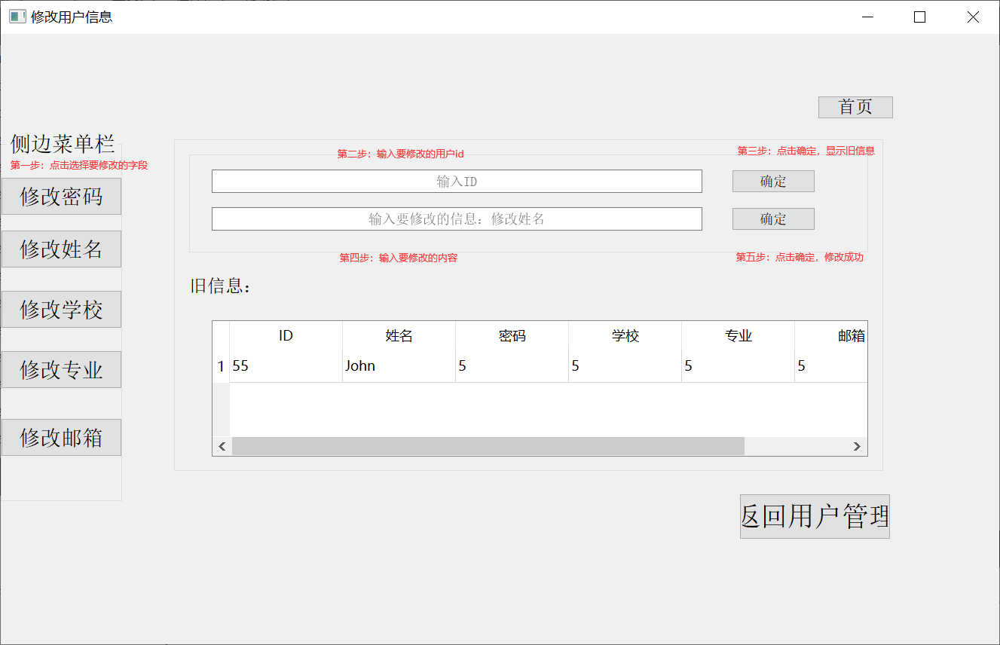 修改用户信息
首页
侧边菜单栏
第一步：点击选择要修改的字段
修改密码
修改姓名
修改学校
修改专业
修改邮箱
第二步：输入要修改的用户id
第三步：点击确定，显示旧信息
输入ID
确定
输入要修改的信息：修改姓名
确定
第四步：输入要修改的内容
第五步：点击确定，修改成功
旧信息：
ID 姓名 密码 学校 专业 邮箱
1 55 John 5 5 5 5
返回用户管理